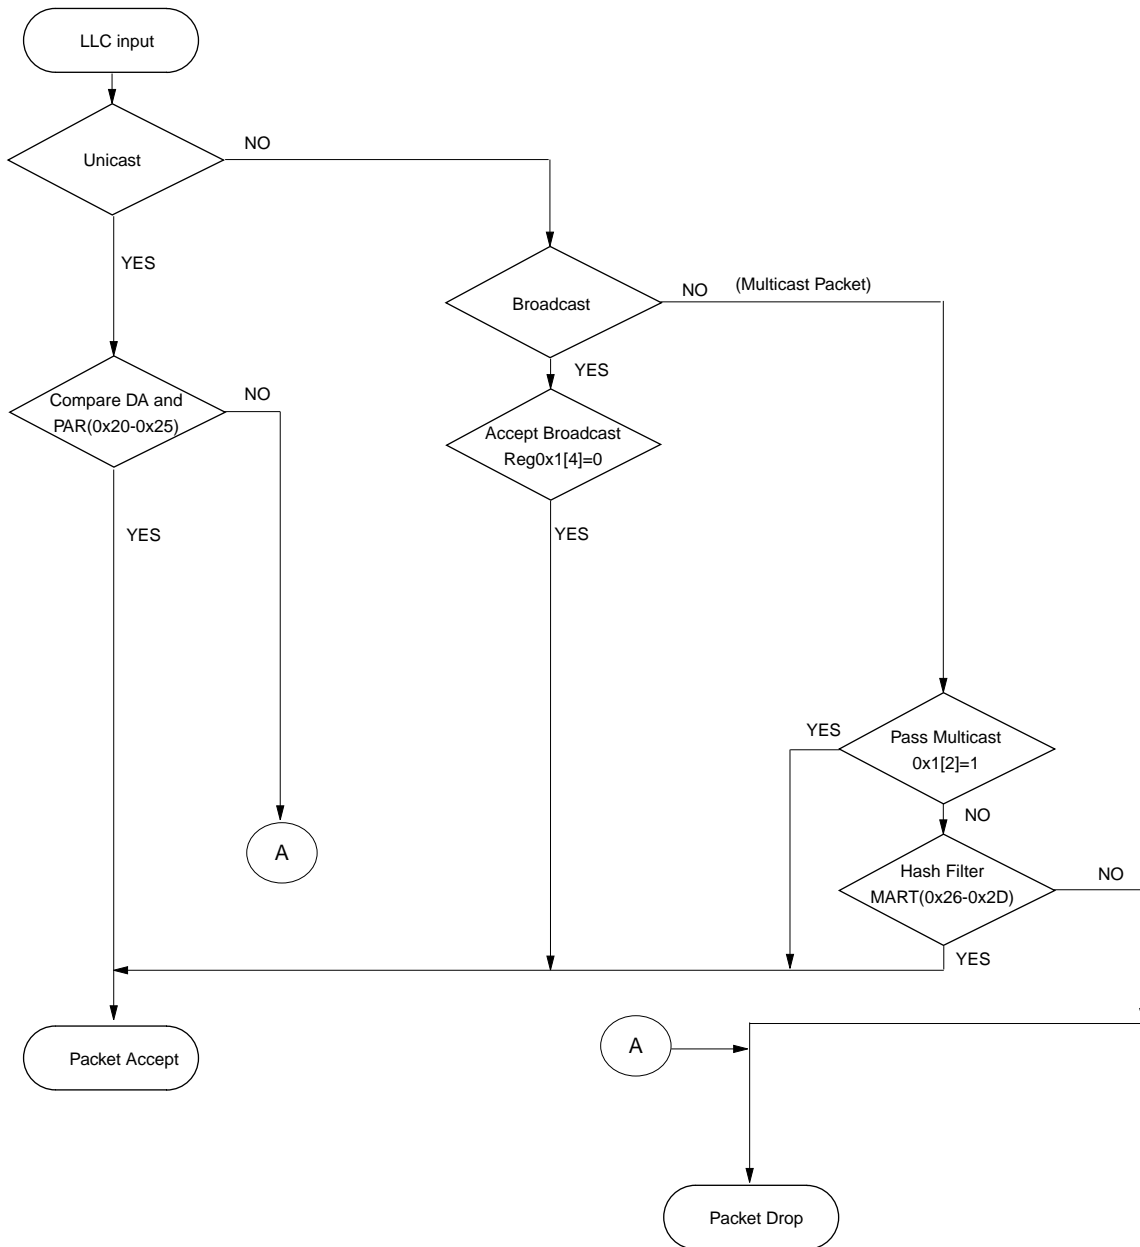 LLC input
Unicast
NO
YES
Broadcast
NO
(Multicast Packet)
YES
Compare DA and
PAR(0x20-0x25)
NO
YES
Accept Broadcast
Reg0x1[4]=0
YES
YES
Pass Multicast
0x1[2]=1
NO
A
Hash Filter
MART(0x26-0x2D)
NO
YES
Packet Accept
A
Packet Drop